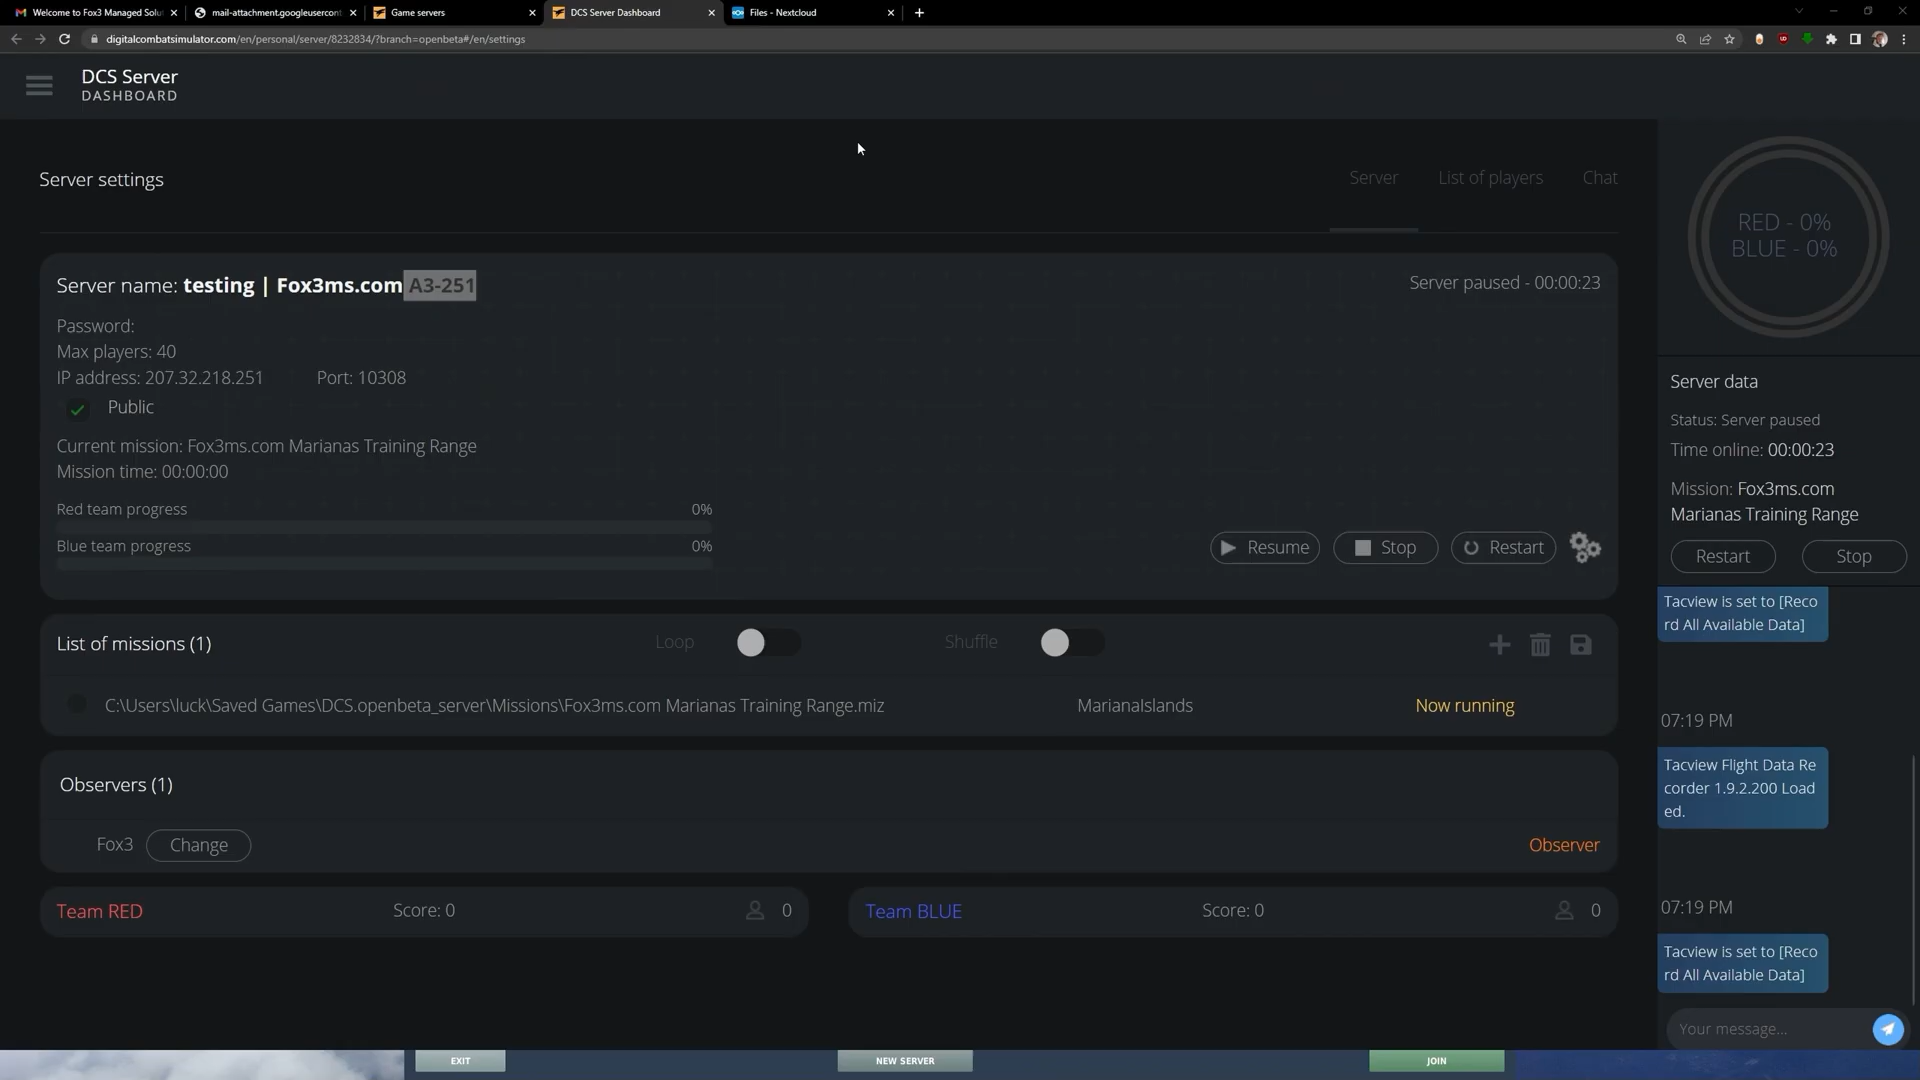 Welcome to Fox3 Managed Solu
mail-attachment.googleusercont
Game servers
DCS Server Dashboard
Files - Nextcloud
digitalcombatsimulator.com/en/personal/server/8232834/?branch=openbeta#/en/settings
DCS Server
DASHBOARD
Server settings
Server
List of players
Chat
Server name: testing | Fox3ms.com A3-251
Server paused - 00:00:23
Password:
Max players: 40
IP address: 207.32.218.251 Port: 10308
Public
Current mission: Fox3ms.com Marianas Training Range
Mission time: 00:00:00
Red team progress 0%
Blue team progress 0%
Resume
Stop
Restart
List of missions (1)
Loop
Shuffle
C:\Users\luck\Saved Games\DCS.openbeta_server\Missions\Fox3ms.com Marianas Training Range.miz
MarianaIslands
Now running
Observers (1)
Fox3
Change
Observer
Team RED
Score: 0
0
Team BLUE
Score: 0
0
RED - 0%
BLUE - 0%
Server data
Status: Server paused
Time online: 00:00:23
Mission: Fox3ms.com
Marianas Training Range
Restart
Stop
Tacview is set to [Reco
rd All Available Data]
07:19 PM
Tacview Flight Data Re
corder 1.9.2.200 Load
ed.
07:19 PM
Tacview is set to [Reco
rd All Available Data]
Your message...
EXIT
NEW SERVER
JOIN